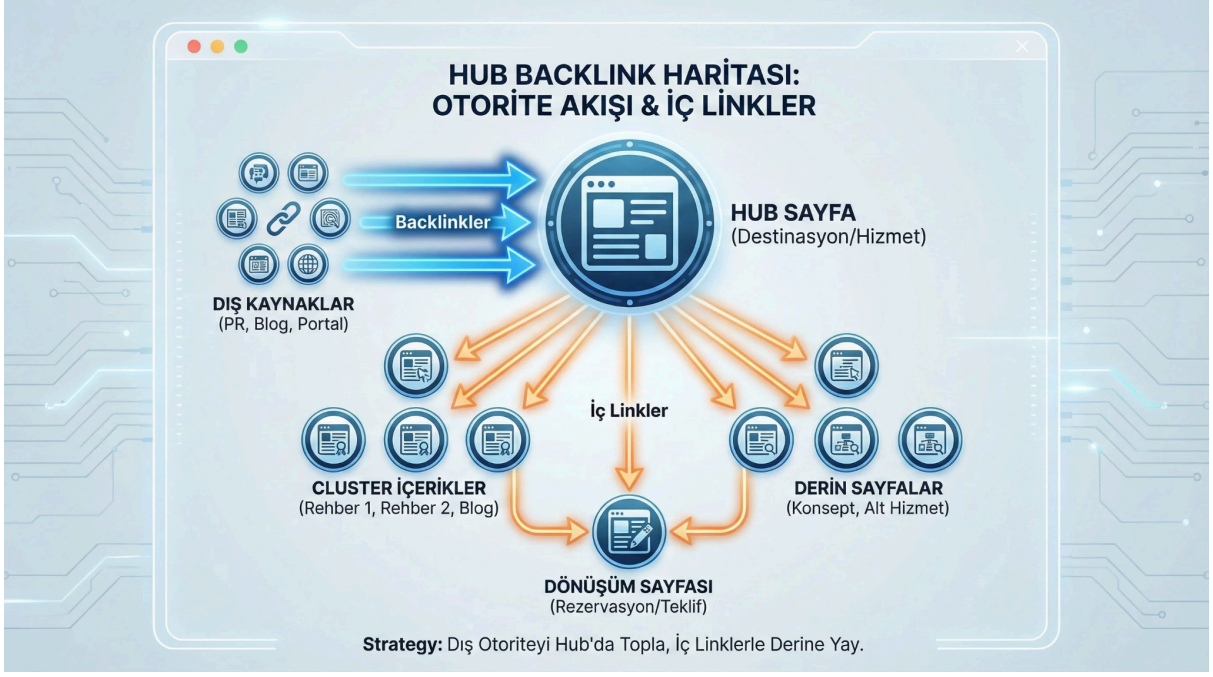 HUB BACKLINK HARİTASI:
OTORİTE AKIŞI & İÇ LİNKLER
Backlinkler
HUB SAYFA
(Destinasyon/Hizmet)
DIŞ KAYNAKLAR
(PR, Blog, Portal)
İç Linkler
CLUSTER İÇERİKLER
(Rehber 1, Rehber 2, Blog)
DERİN SAYFALAR
(Konsept, Alt Hizmet)
DÖNÜŞÜM SAYFASI
(Rezervasyon/Teklif)
Strategy: Dış Otoriteyi Hub'da Topla, İç Linklerle Derine Yay.